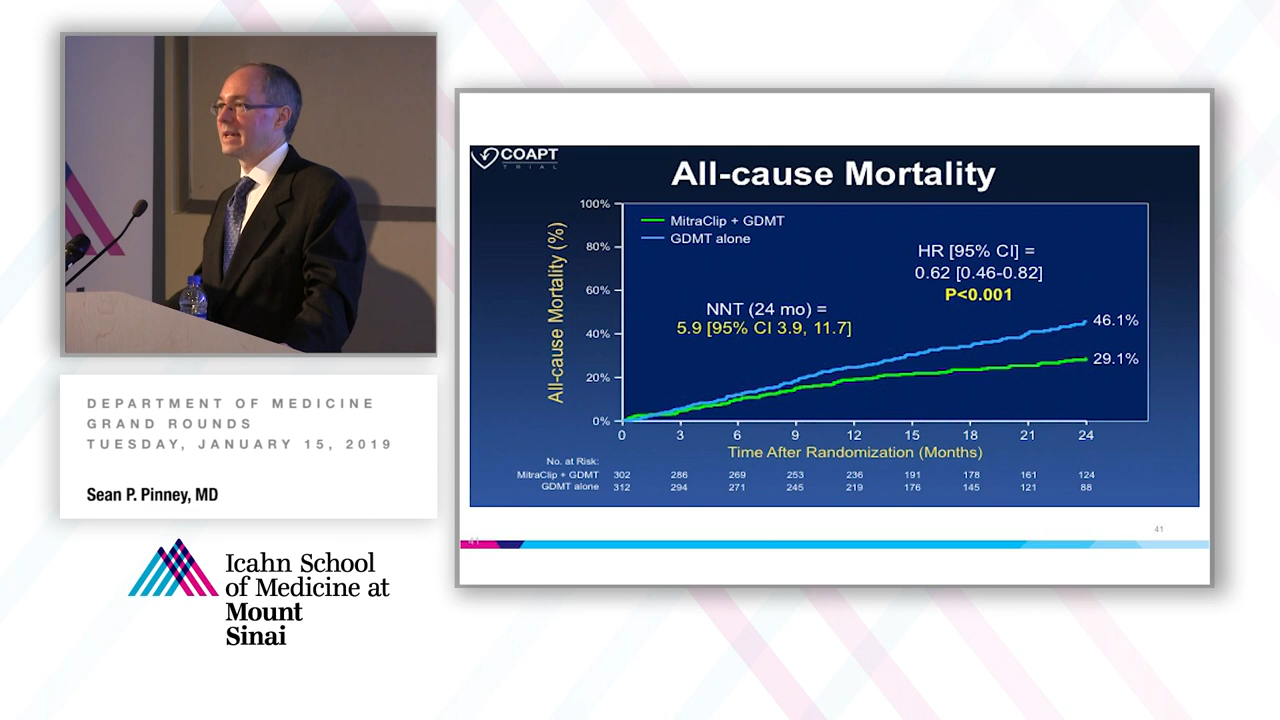 DEPARTMENT OF MEDICINE
GRAND ROUNDS
TUESDAY, JANUARY 15, 2019
Sean P. Pinney, MD
Icahn School
of Medicine at
Mount
Sinai
COAPT
TRIAL
All-cause Mortality
All-cause Mortality (%)
100%
80%
60%
40%
20%
0%
MitraClip + GDMT
GDMT alone
HR [95% CI] =
0.62 [0.46-0.82]
P<0.001
NNT (24 mo) =
5.9 [95% CI 3.9, 11.7]
46.1%
29.1%
0 3 6 9 12 15 18 21 24
Time After Randomization (Months)
No. at Risk:
MitraClip + GDMT 302 286 269 253 236 191 178 161 124
GDMT alone 312 294 271 245 219 176 145 121 88
41
41